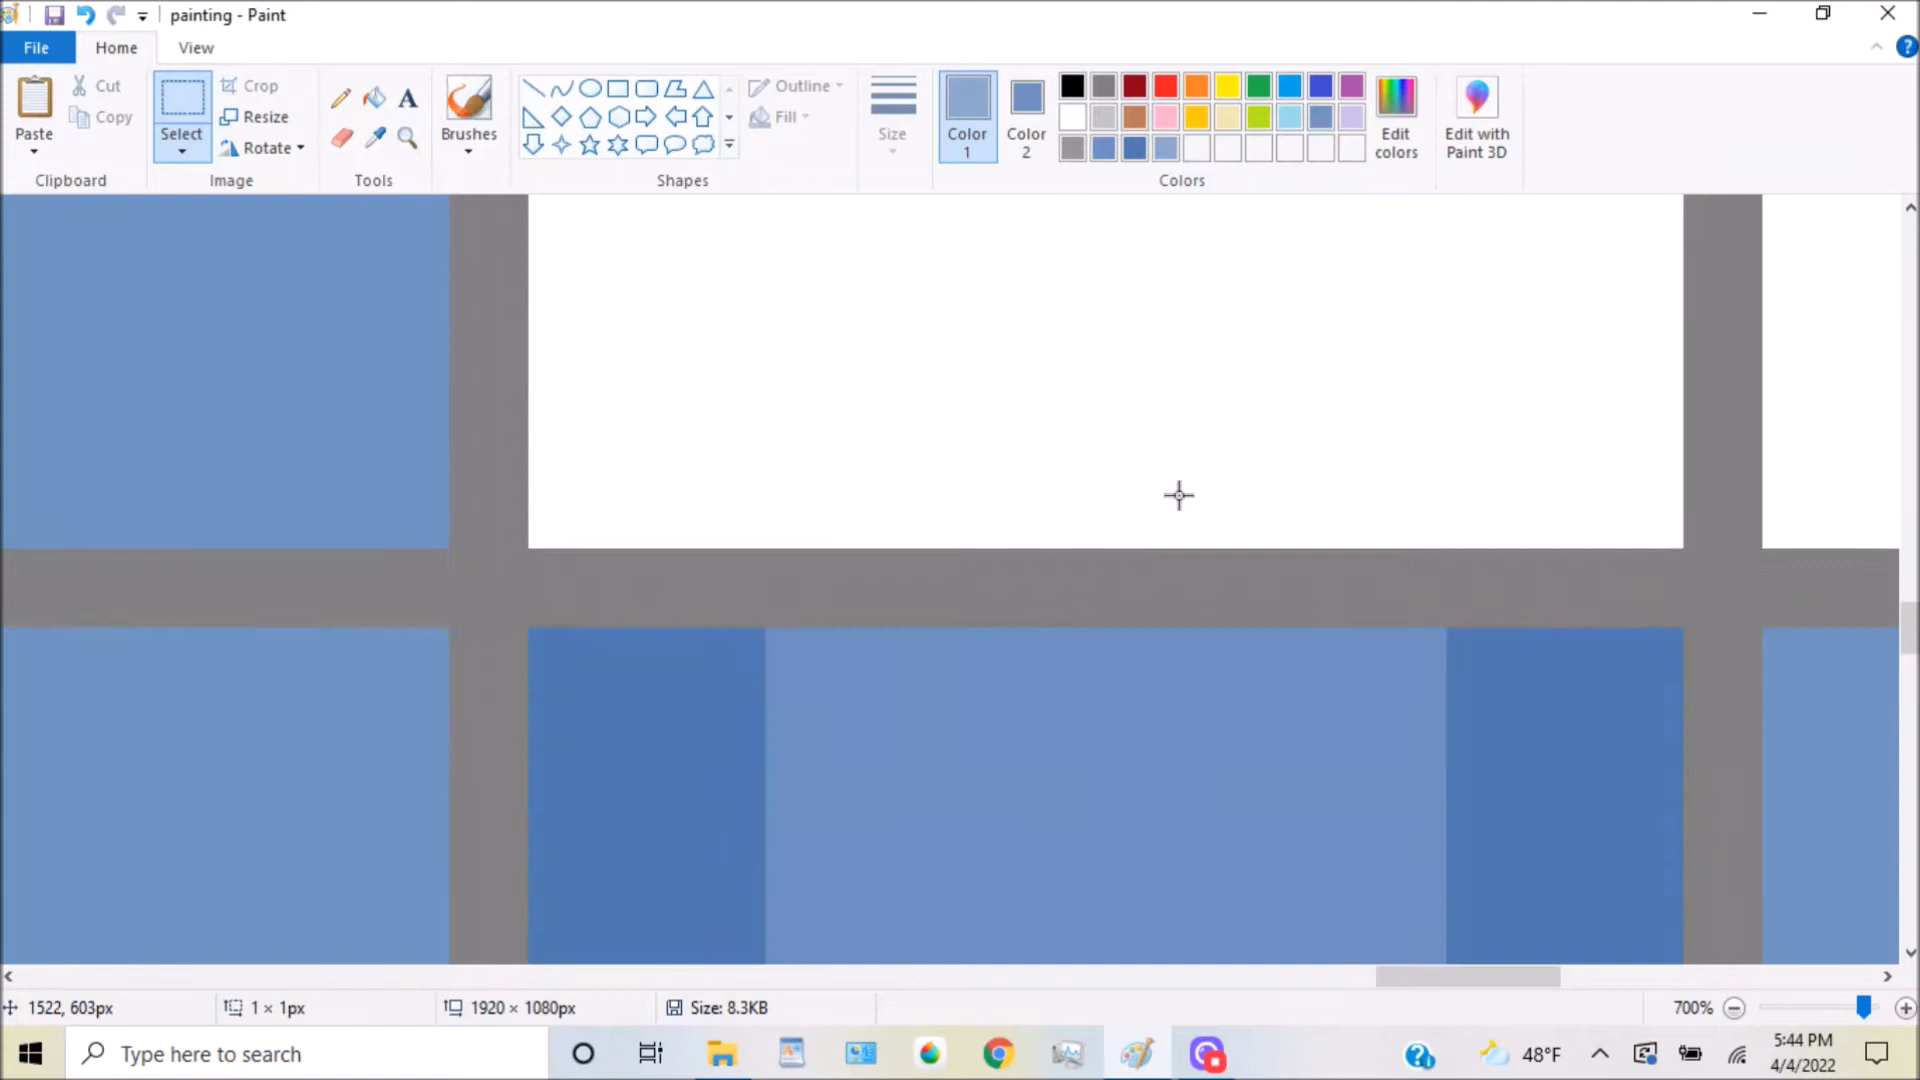 painting - Paint
File Home View
Cut
Copy
Paste
Clipboard
Select
Crop
Resize
Rotate
Image
A
Tools
Brushes
Shapes
Outline
Fill
Size
Color 1
Color 2
Colors
Edit colors
Edit with Paint 3D
?
1522, 603px
1 × 1px
1920 × 1080px
Size: 8.3KB
700%
Type here to search
48°F
5:44 PM
4/4/2022